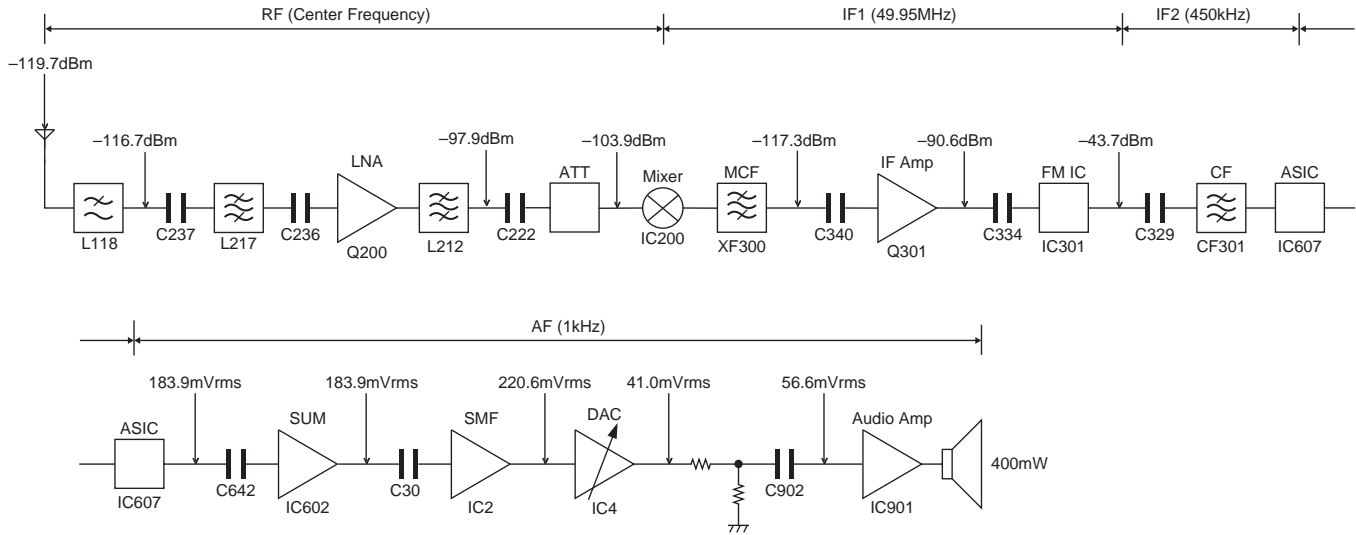 RF (Center Frequency)
IF1 (49.95MHz)
IF2 (450kHz)
–119.7dBm
–116.7dBm
–97.9dBm
–103.9dBm
–117.3dBm
–90.6dBm
–43.7dBm
LNA
ATT
Mixer
MCF
IF Amp
FM IC
CF
ASIC
L118
C237
L217
C236
Q200
L212
C222
IC200
XF300
C340
Q301
C334
IC301
C329
CF301
IC607
AF (1kHz)
183.9mVrms
183.9mVrms
220.6mVrms
41.0mVrms
56.6mVrms
ASIC
SUM
SMF
DAC
Audio Amp
400mW
IC607
C642
IC602
C30
IC2
IC4
C902
IC901